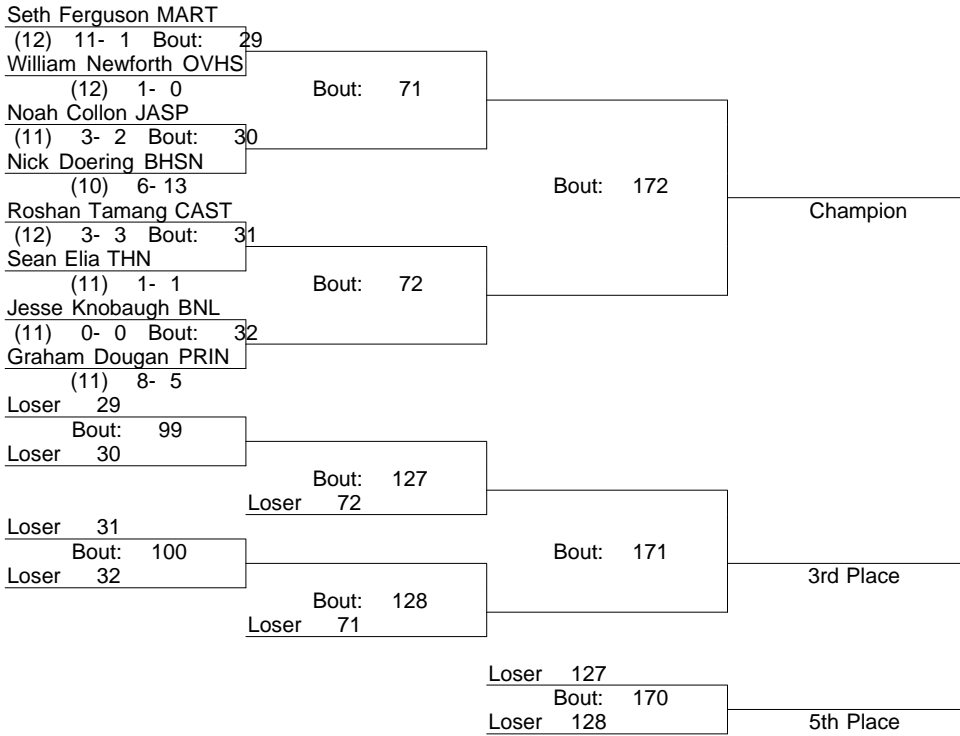 Seth Ferguson MART
(12) 11- 1 Bout: 29
William Newforth OVHS
(12) 1- 0
Bout: 71
Noah Collon JASP
(11) 3- 2 Bout: 30
Nick Doering BHSN
(10) 6- 13
Bout: 172
Roshan Tamang CAST
Champion
(12) 3- 3 Bout: 31
Sean Elia THN
(11) 1- 1
Bout: 72
Jesse Knobaugh BNL
(11) 0- 0 Bout: 32
Graham Dougan PRIN
(11) 8- 5
Loser 29
Bout: 99
Loser 30
Bout: 127
Loser 72
Loser 31
Bout: 100
Bout: 171
Loser 32
3rd Place
Bout: 128
Loser 71
Loser 127
Bout: 170
Loser 128
5th Place